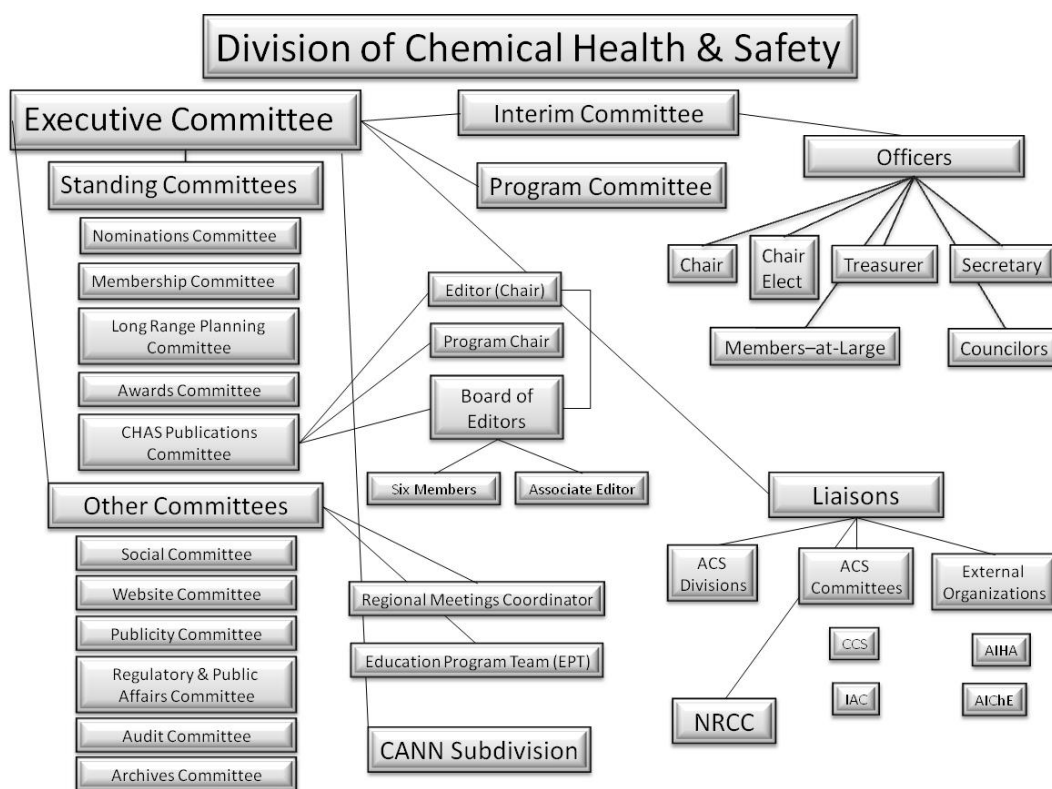 Division of Chemical Health & Safety
Executive Committee
Interim Committee
Officers
Standing Committees
Program Committee
Nominations Committee
Chair
Chair
Elect
Treasurer
Secretary
Membership Committee
Editor (Chair)
Long Range Planning
Committee
Program Chair
Members–at-Large
Councilors
Awards Committee
Board of
Editors
CHAS Publications
Committee
Six Members
Associate Editor
Other Committees
Liaisons
Social Committee
ACS
Divisions
ACS
Committees
External
Organizations
Website Committee
Regional Meetings Coordinator
Publicity Committee
CCS
AIHA
Education Program Team (EPT)
Regulatory & Public
Affairs Committee
IAC
AIChE
NRCC
Audit Committee
CANN Subdivision
Archives Committee